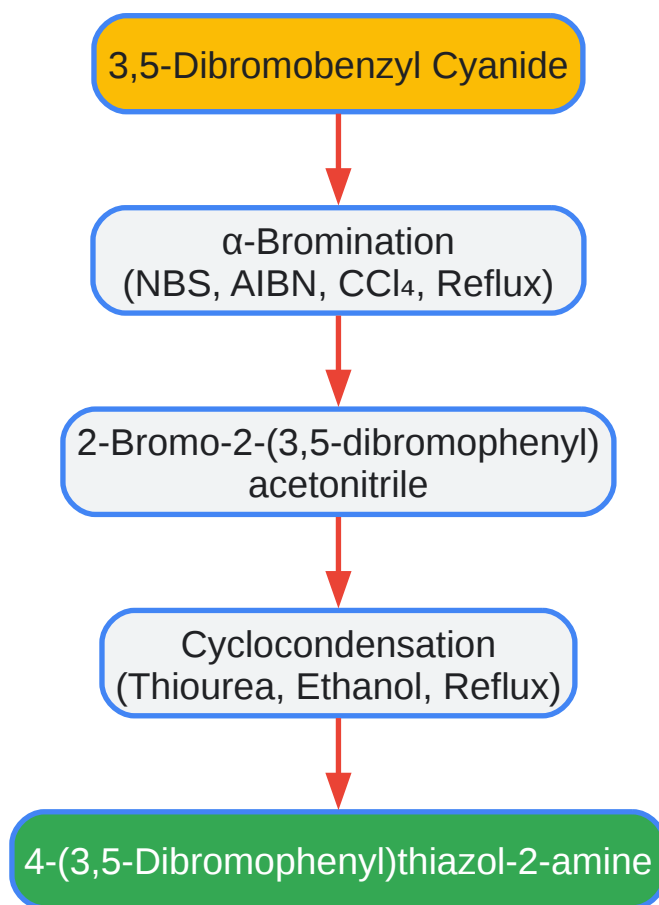 3,5-Dibromobenzyl Cyanide
α-Bromination
(NBS, AIBN, CCl₄, Reflux)
2-Bromo-2-(3,5-dibromophenyl)
acetonitrile
Cyclocondensation
(Thiourea, Ethanol, Reflux)
4-(3,5-Dibromophenyl)thiazol-2-amine